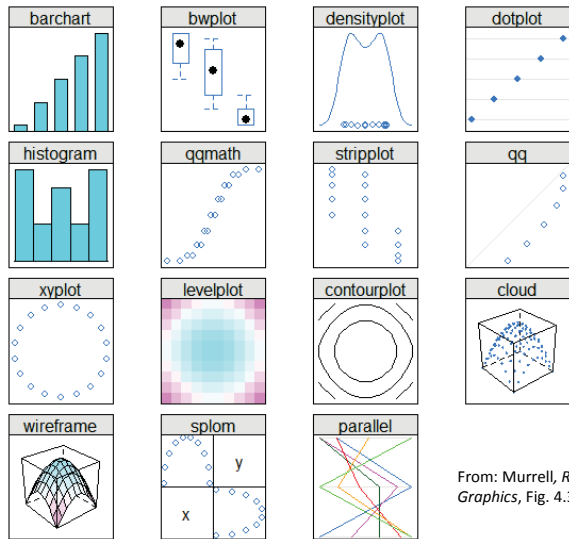 barchart
bwplot
densityplot
dotplot
histogram
qqmath
stripplot
qq
xyplot
levelplot
contourplot
cloud
wireframe
splom
parallel
y
x
From: Murrell, R
Graphics, Fig. 4.3